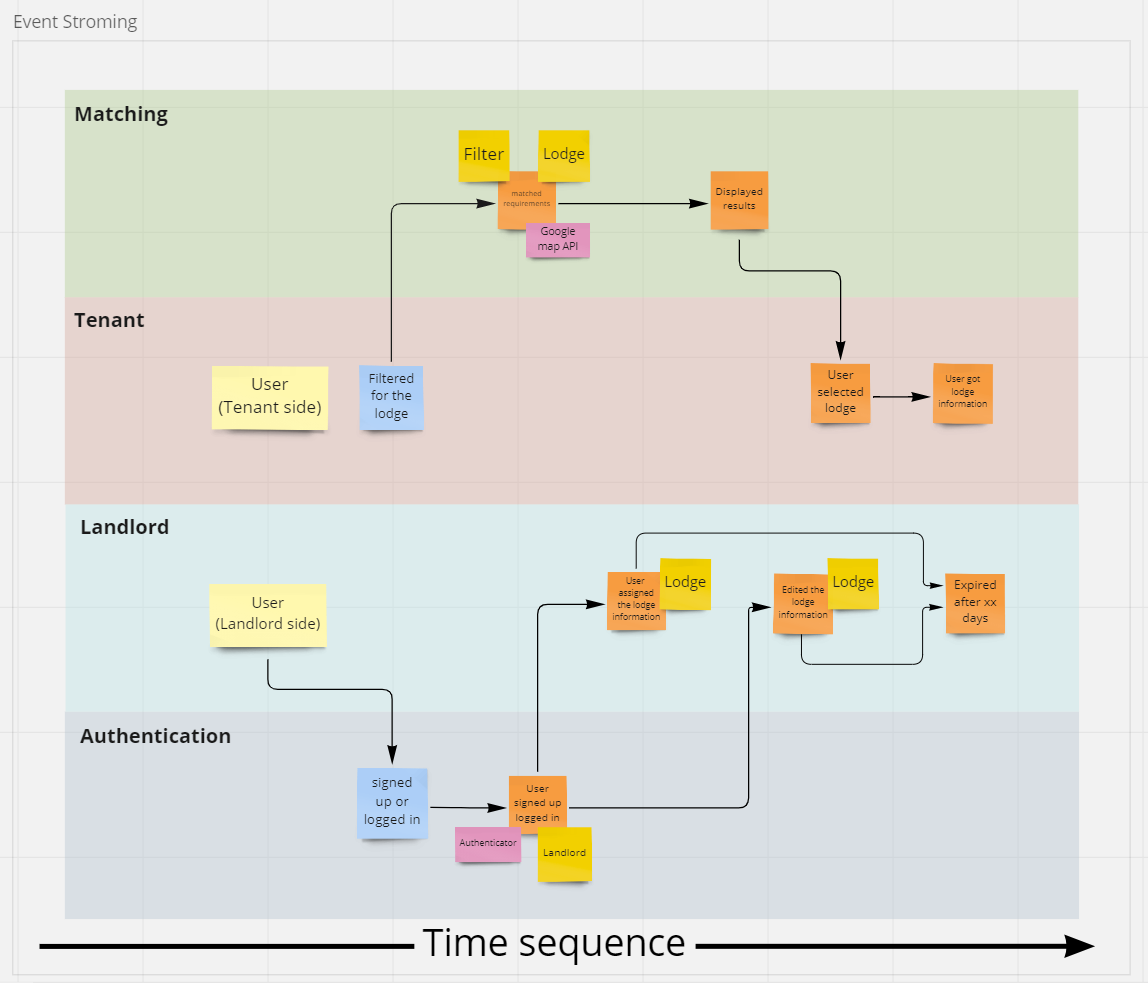 Event Stroming
Matching
Filter
Lodge
matched
requirements
Google
map API
Displayed
results
Tenant
User
(Tenant side)
Filtered
for the
lodge
User
selected
lodge
User got
lodge
information
Landlord
User
(Landlord side)
User
assigned
the lodge
information
Lodge
Edited the
lodge
information
Lodge
Expired
after xx
days
Authentication
signed
up or
logged in
User
signed up
logged in
Authenticator
Landlord
Time sequence